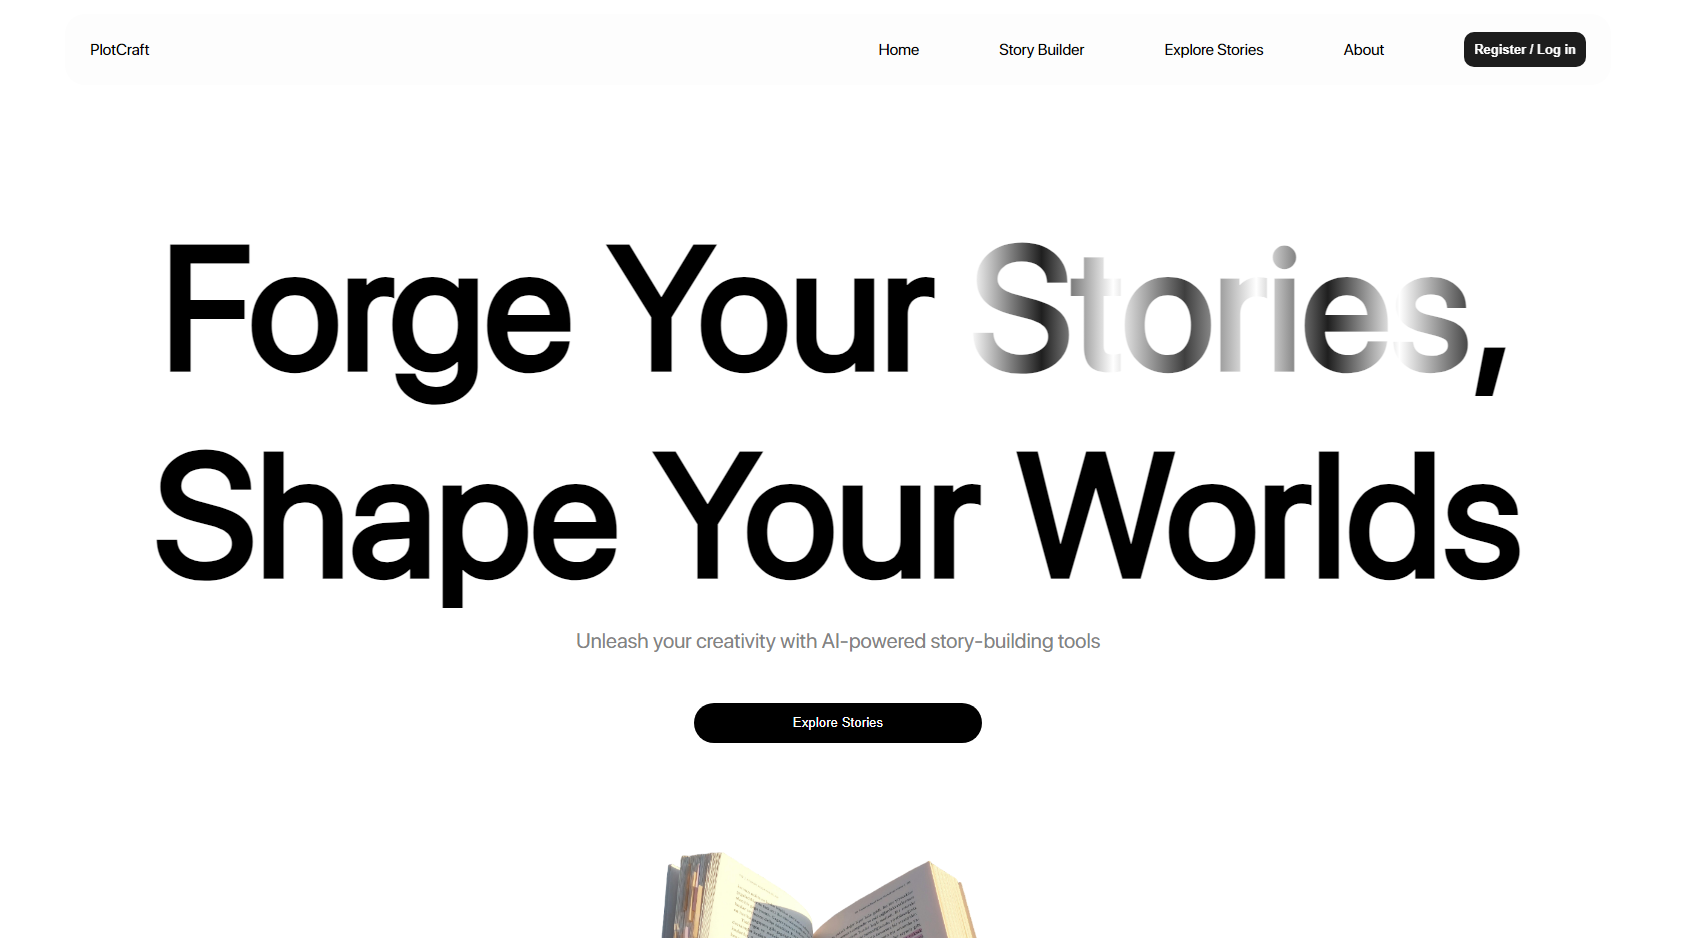 PlotCraft
Home
Story Builder
Explore Stories
About
Register / Log in
Forge Your Stories,
Shape Your Worlds
Unleash your creativity with AI-powered story-building tools
Explore Stories